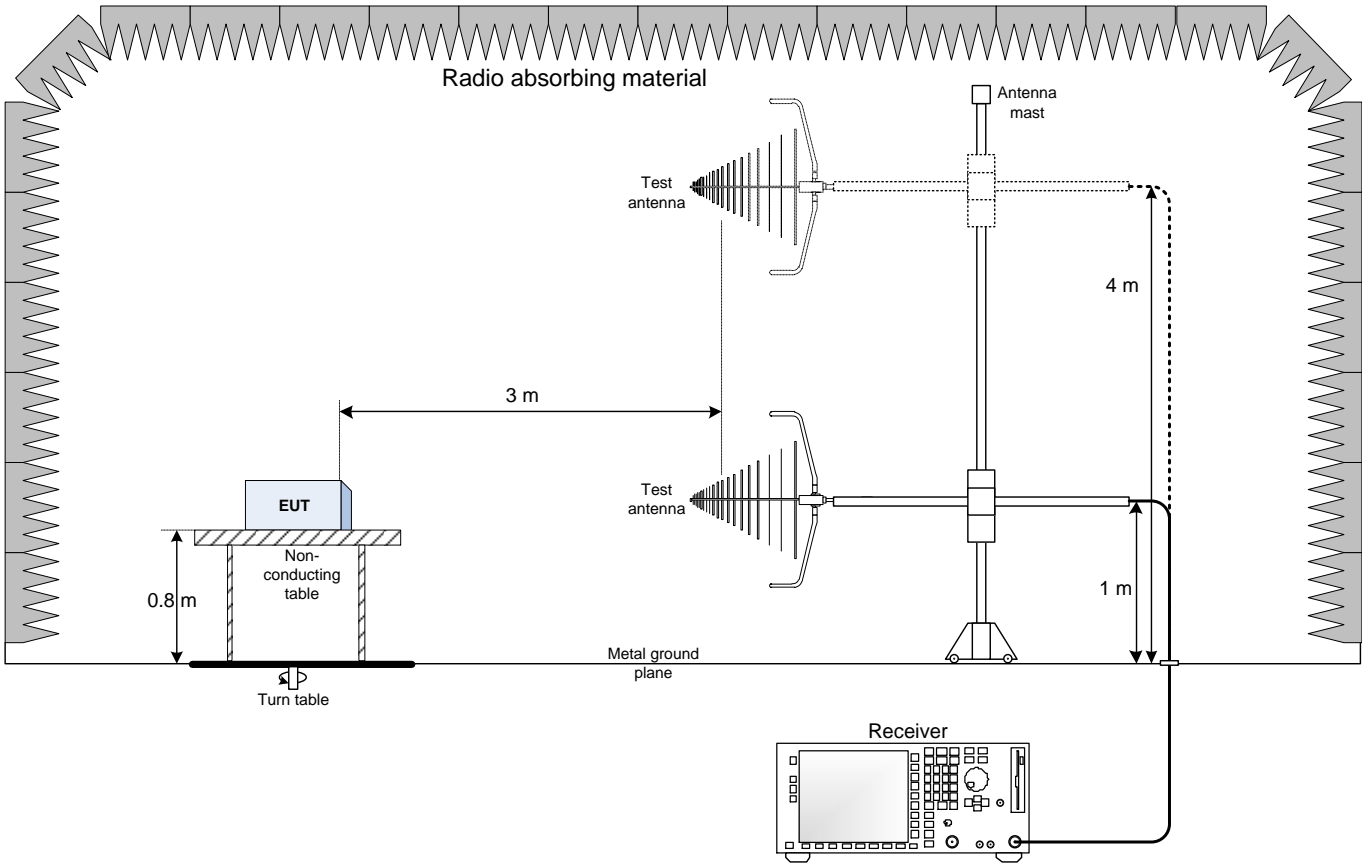 Radio absorbing material
Antenna
mast
Test
antenna
4 m
3 m
Test
antenna
EUT
Non-
conducting
table
0.8 m
1 m
Metal ground
plane
Turn table
Receiver